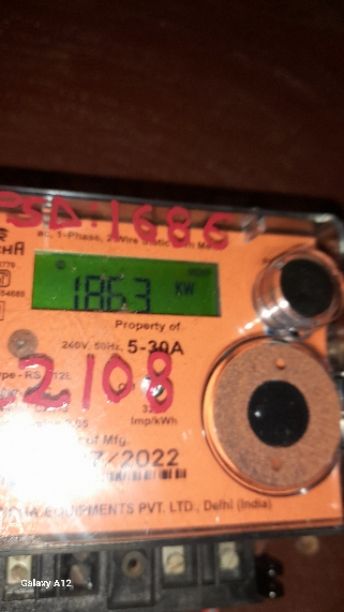 PSD.1686
ac, 1-Phase, 2 Wire Static
1.863 KW
Property of
240V, 50Hz, 5-30A
2108
Imp/kWh
of Mfg.
/2022
EQUIPMENTS PVT. LTD., Delhi (India)
Galaxy A12